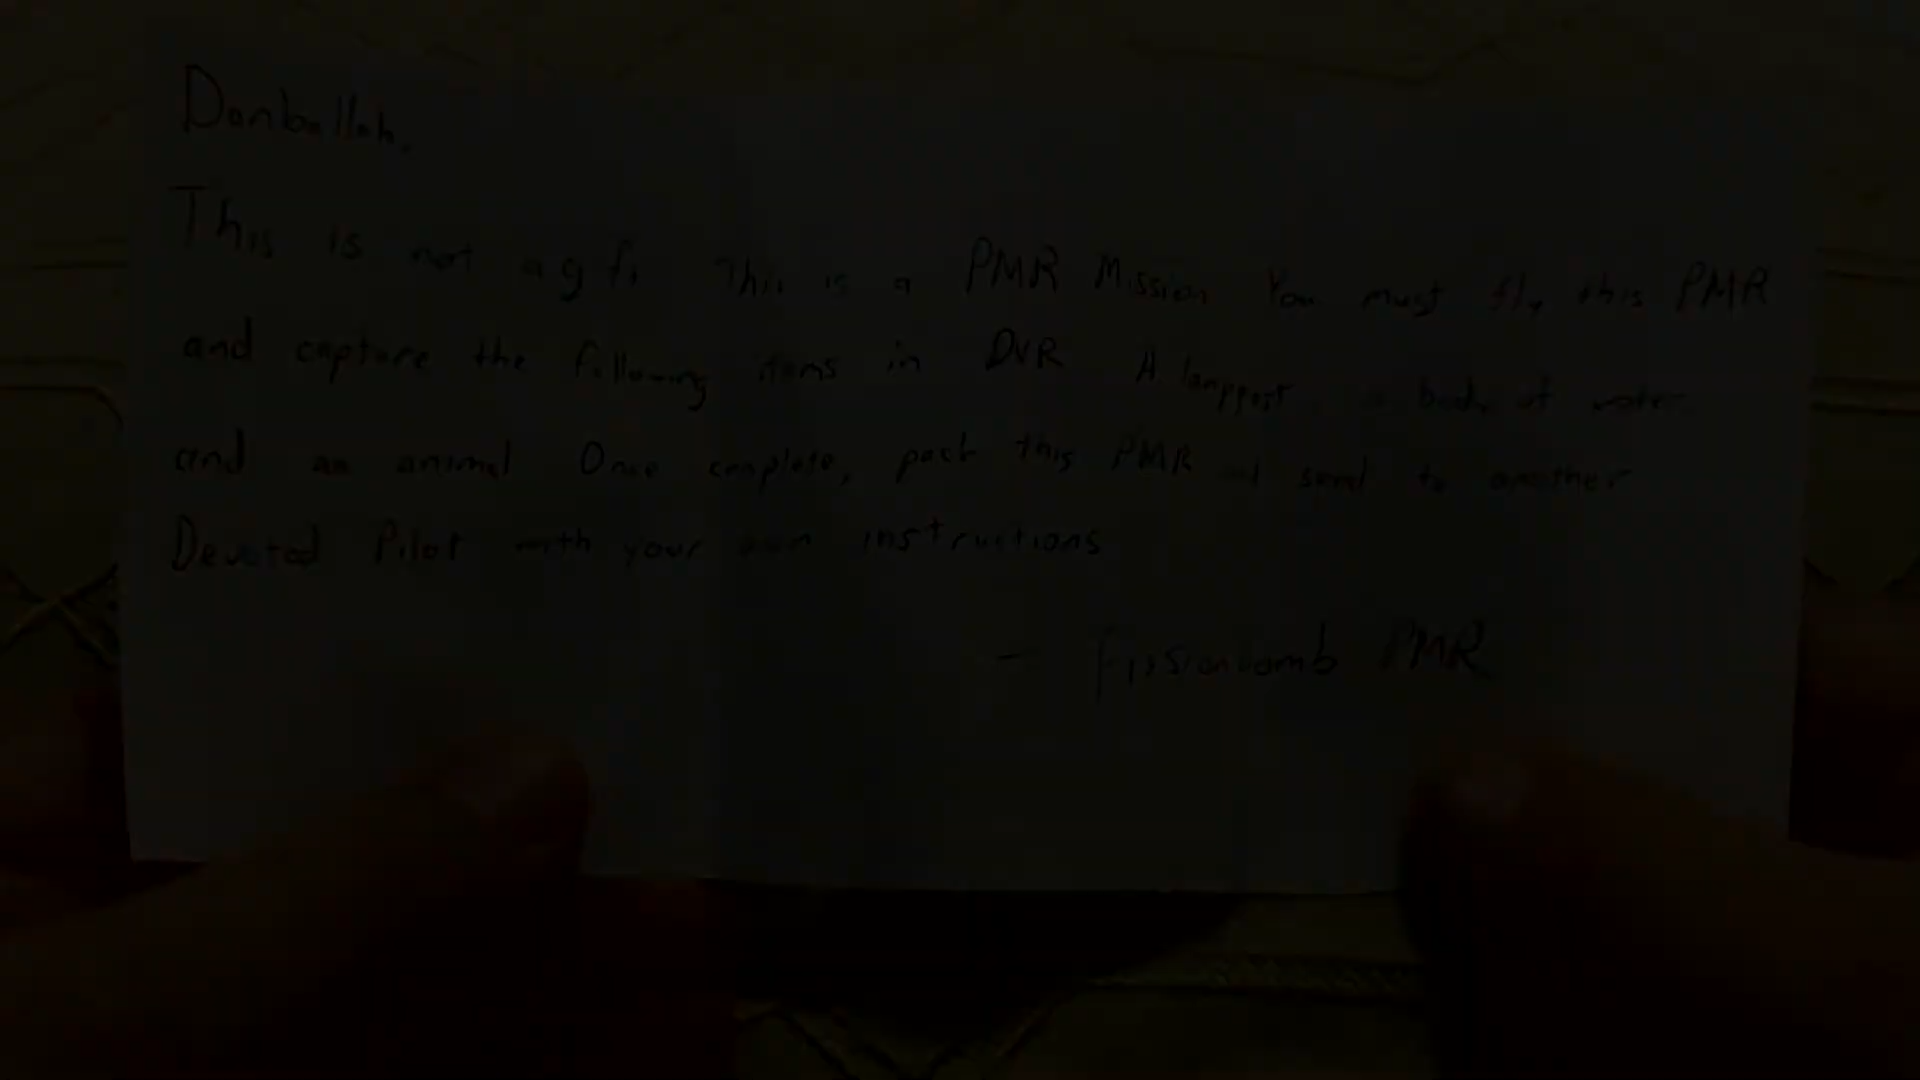 Danballah,
This is not a gift This is a PMR Mission You must fly this PMR
and capture the following items in DVR A lamppost, a body of water
and an animal Once complete, pack this PMR and send to another
Devoted Pilot with your own instructions
- Fissionbomb PMR